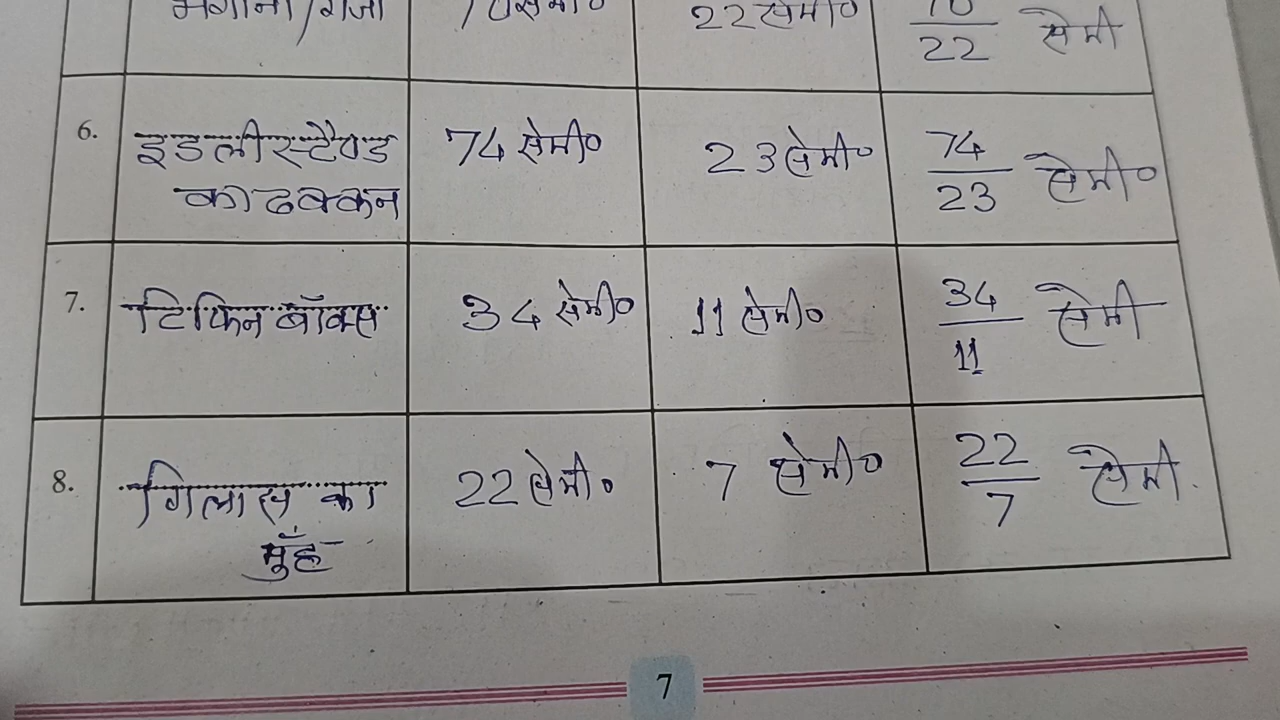 22 सेमी० 22 सेमी
6. इडली स्टैण्ड 74 सेमी० 23 सेमी० 74/23 सेमी०
का ढक्कन
7. टिफिन बॉक्स 34 सेमी० 11 सेमी० 34/11 सेमी
8. गिलास का 22 सेमी० 7 सेमी० 22/7 सेमी.
मुँह
7